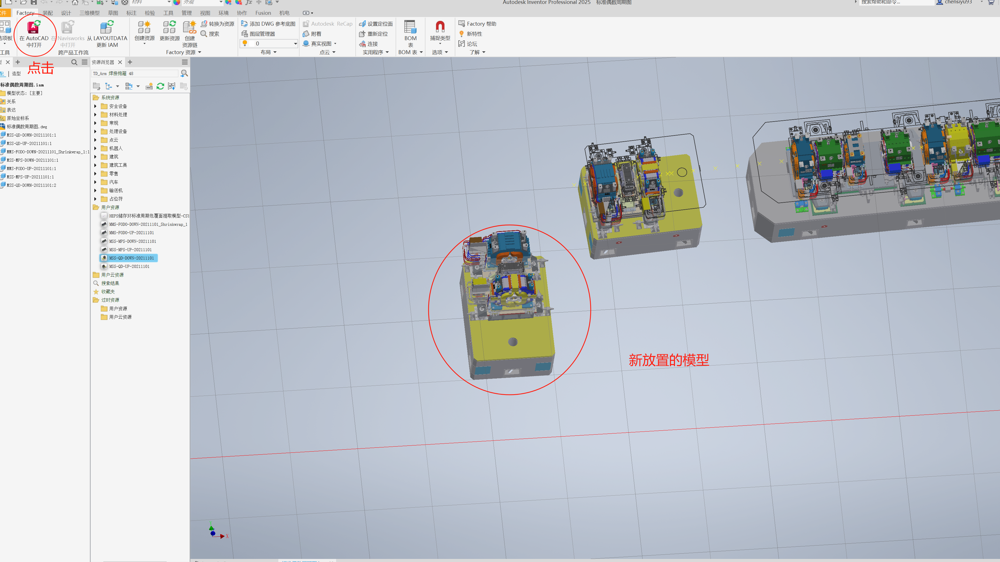 材料
外观
Autodesk Inventor Professional 2025 标准偶数周期图
搜索帮助和命令...
chensiyu93
文件
Factory
装配
设计
三维模型
草图
标注
检验
工具
管理
视图
环境
协作
Fusion
机电
选项板
工具
在 AutoCAD
中打开
在 Navisworks
中打开
从 LAYOUTDATA
更新 IAM
跨产品工作流
创建资源
更新资源
创建
资源链
转换为资源
搜索
Factory 资源
添加 DWG 参考底图
图层管理器
0
布局
Autodesk ReCap
附着
真实视图
点云
设置定位面
重新定位
连接
实用程序
BOM
表
BOM 表
捕捉类型
选项
Factory 帮助
新特性
论坛
了解
点击
配 | 造型
标准偶数周期图.iam
模型状态: [主要]
关系
表达
原始坐标系
标准偶数周期图.dwg
MSS-QD-DOWN-20211101:1
MSS-QD-UP-20211101:1
MMS-FODO-DOWN-20211101_Shrinkwrap_1:1
MSS-MPS-DOWN-20211101:1
MMS-FODO-UP-20211101:1
MSS-MPS-UP-20211101:1
MSS-QD-DOWN-20211101:2
资源浏览器
TD_Arm 焊接抱箍 48
系统资源
安全设备
材料处理
常规
处理设备
点云
机器人
建筑
建筑工具
零售
汽车
输送机
占位符
用户资源
HEPS储存环标准周期包覆面提取模型-CSY
MMS-FODO-DOWN-20211101_Shrinkwrap_1
MMS-FODO-UP-20211101
MSS-MPS-DOWN-20211101
MSS-MPS-UP-20211101
MSS-QD-DOWN-20211101
MSS-QD-UP-20211101
用户云资源
搜索结果
收藏夹
过时资源
用户资源
用户云资源
新放置的模型
X